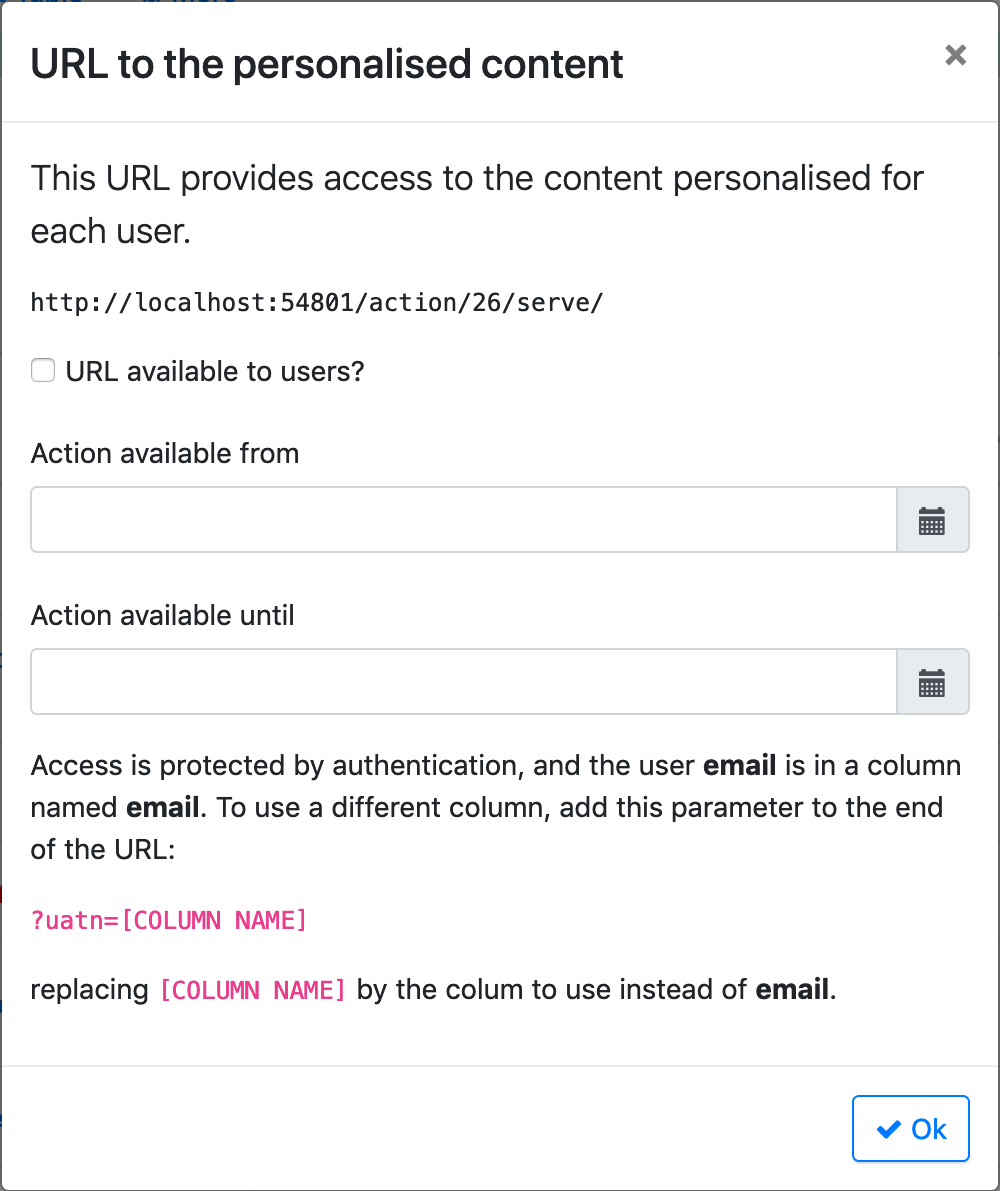 URL to the personalised content
This URL provides access to the content personalised for
each user.
http://localhost:54801/action/26/serve/
URL available to users?
Action available from
Action available until
Access is protected by authentication, and the user email is in a column
named email. To use a different column, add this parameter to the end
of the URL:
?uatn=[COLUMN NAME]
replacing [COLUMN NAME] by the colum to use instead of email.
Ok